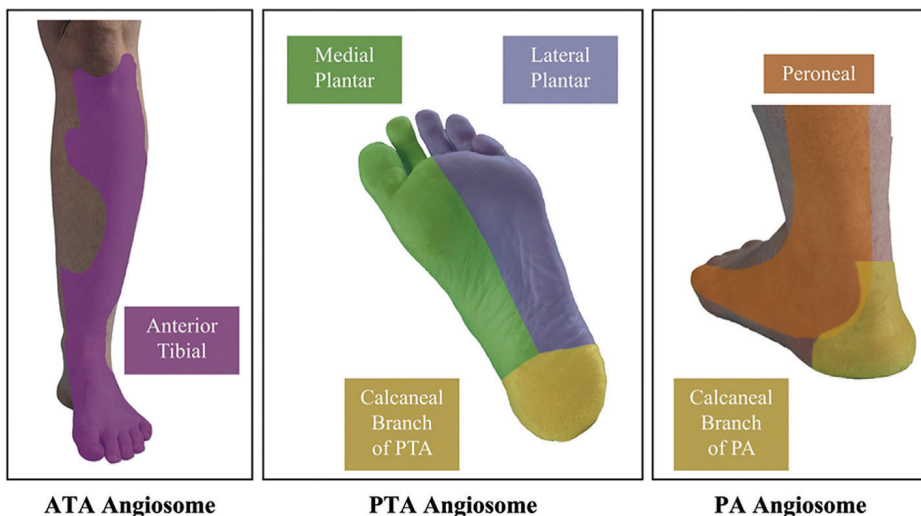 Anterior
Tibial
ATA Angiosome
Medial
Plantar
Lateral
Plantar
Calcaneal
Branch
of PTA
PTA Angiosome
Peroneal
Calcaneal
Branch
of PA
PA Angiosome